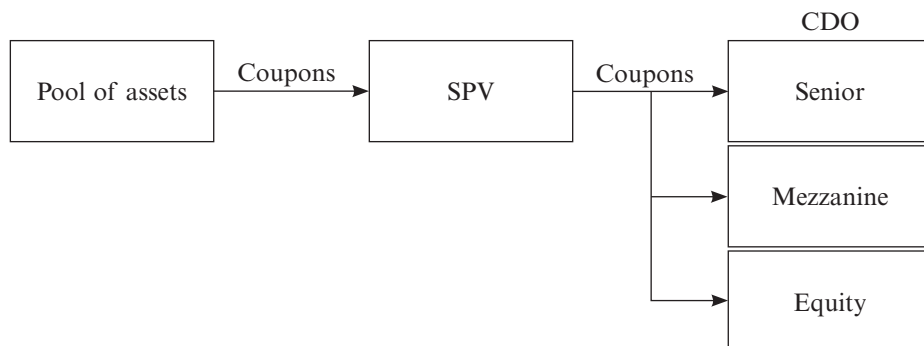 CDO
Pool of assets
Coupons
SPV
Coupons
Senior
Mezzanine
Equity